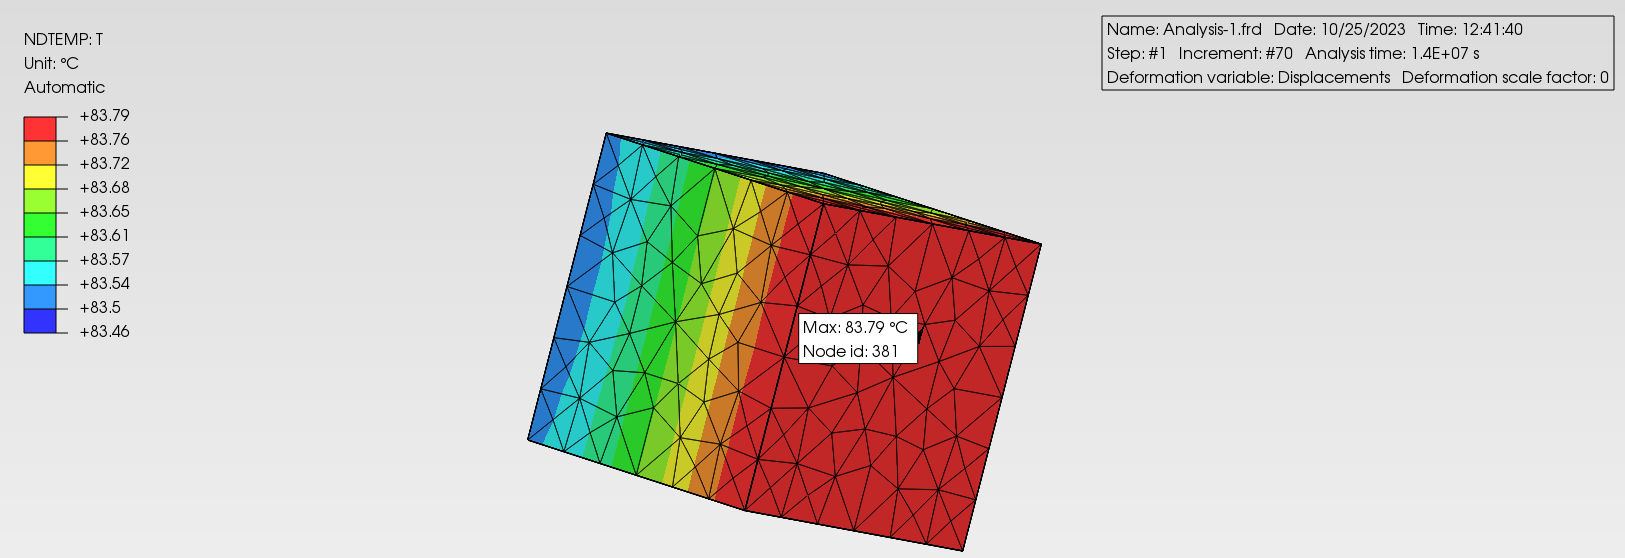 NDTEMP: T
Unit: °C
Automatic
+83.79
+83.76
+83.72
+83.68
+83.65
+83.61
+83.57
+83.54
+83.5
+83.46
Name: Analysis-1.frd Date: 10/25/2023 Time: 12:41:40
Step: #1 Increment: #70 Analysis time: 1.4E+07 s
Deformation variable: Displacements Deformation scale factor: 0
Max: 83.79 °C
Node id: 381